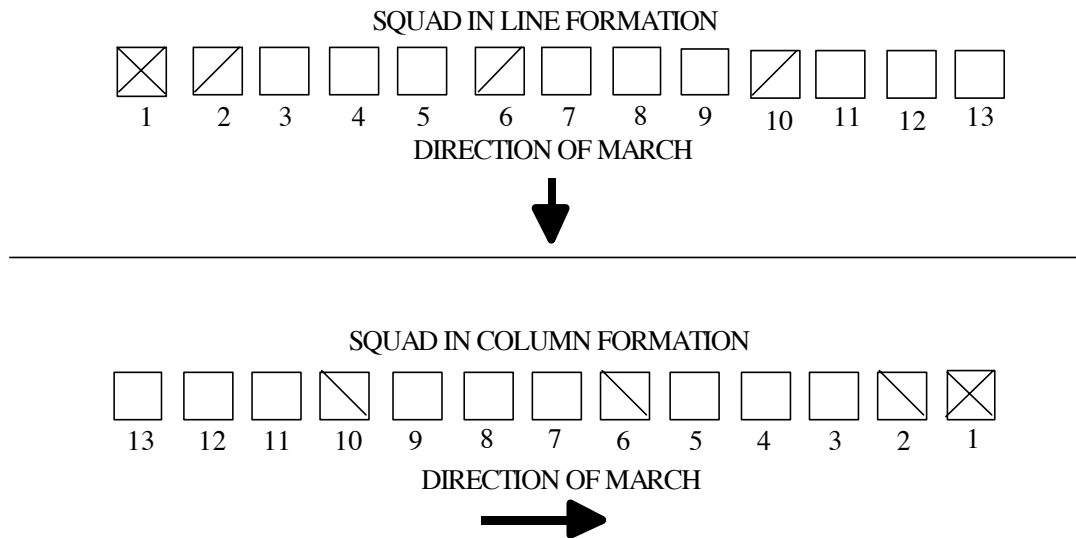 SQUAD IN LINE FORMATION
1 2 3 4 5 6 7 8 9 10 11 12 13
DIRECTION OF MARCH
SQUAD IN COLUMN FORMATION
13 12 11 10 9 8 7 6 5 4 3 2 1
DIRECTION OF MARCH